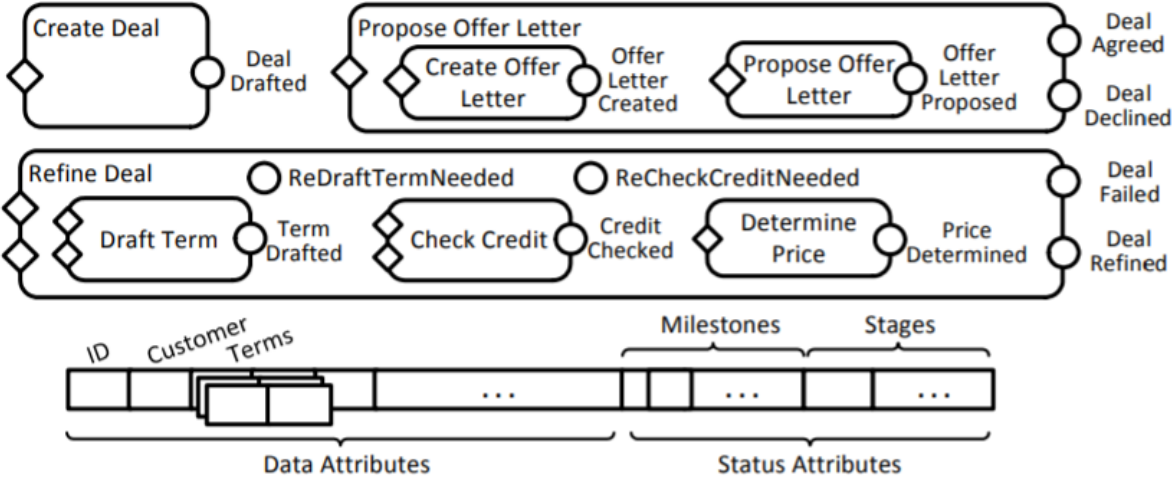 Create Deal
Deal
Drafted
Propose Offer Letter
Create Offer
Letter
Offer
Letter
Created
Propose Offer
Letter
Offer
Letter
Proposed
Deal
Agreed
Deal
Declined
Refine Deal
ReDraftTermNeeded
ReCheckCreditNeeded
Draft Term
Term
Drafted
Check Credit
Credit
Checked
Determine
Price
Price
Determined
Deal
Failed
Deal
Refined
ID
Customer
Terms
Milestones
Stages
...
...
...
Data Attributes
Status Attributes